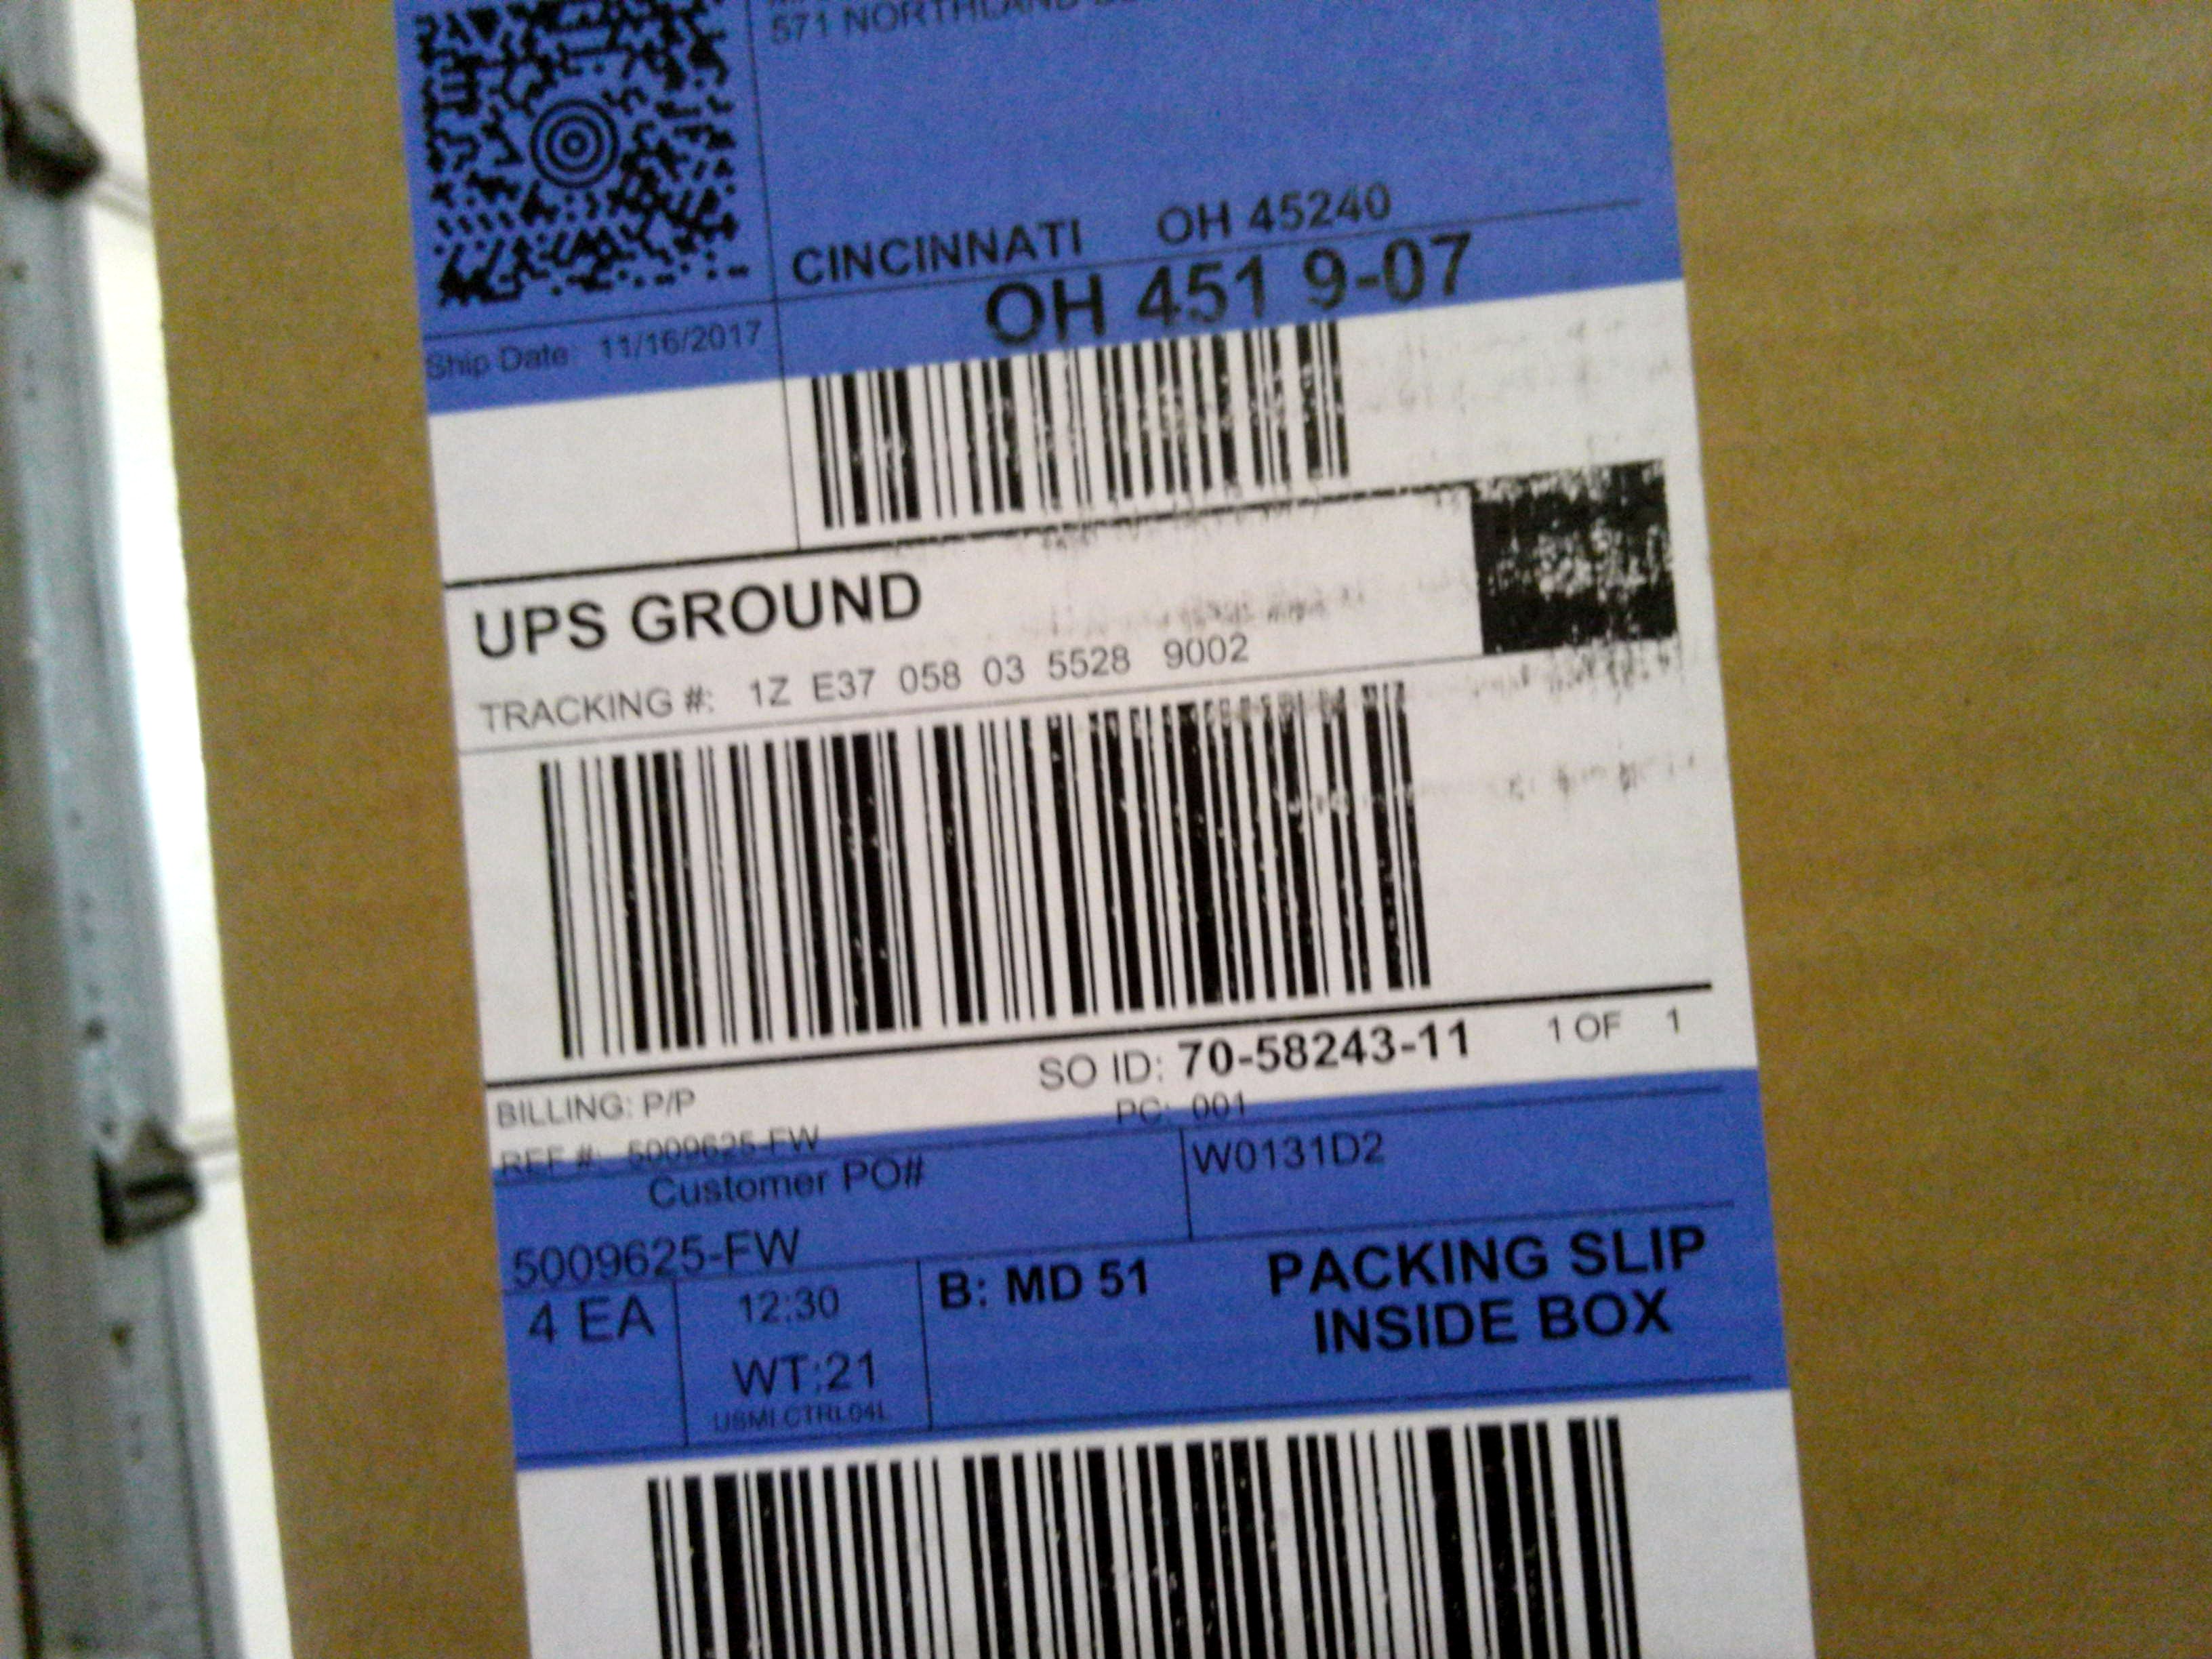 571 NORTHLAND
CINCINNATI OH 45240
OH 451 9-07
Ship Date: 11/16/2017
UPS GROUND
TRACKING #: 1Z E37 058 03 5528 9002
SO ID: 70-58243-11 1 OF 1
BILLING: P/P
PC: 001
REF #: 5009625-FW
Customer PO#
W0131D2
5009625-FW
4 EA
12:30
WT:21
USMI.CTRL04L
B: MD 51
PACKING SLIP
INSIDE BOX